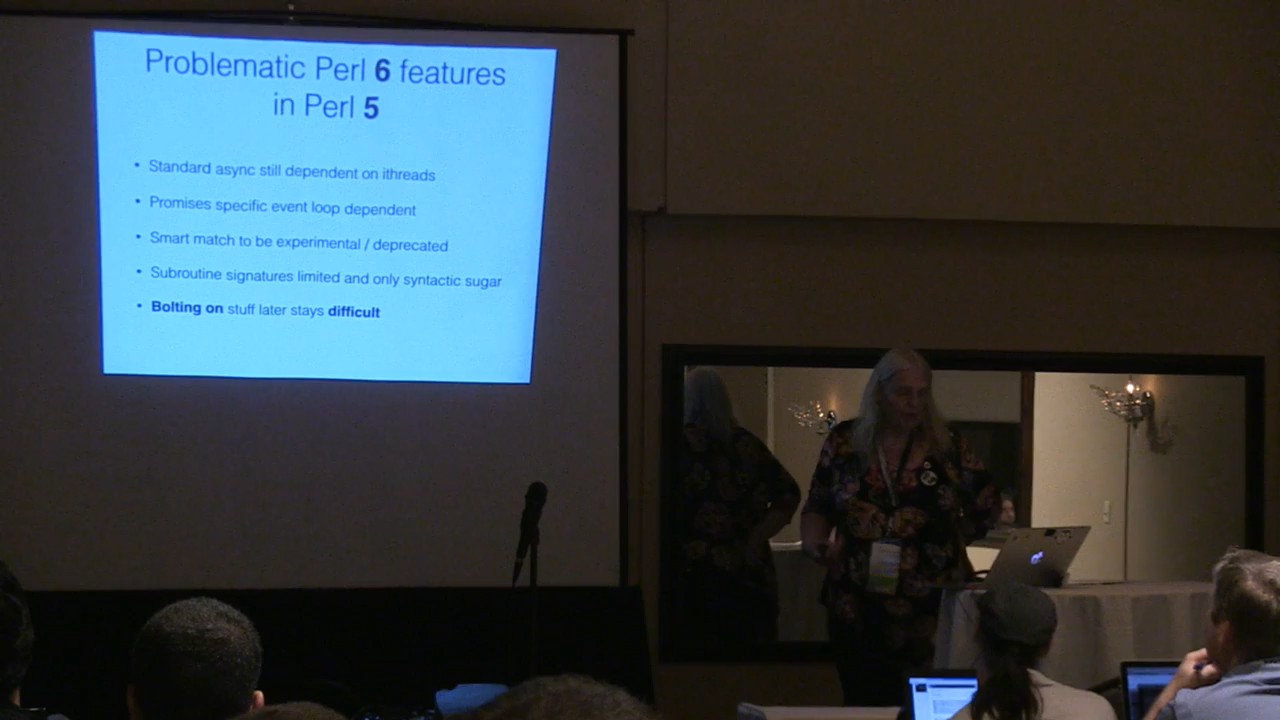 Problematic Perl 6 features
in Perl 5
• Standard async still dependent on ithreads
• Promises specific event loop dependent
• Smart match to be experimental / deprecated
• Subroutine signatures limited and only syntactic sugar
• Bolting on stuff later stays difficult